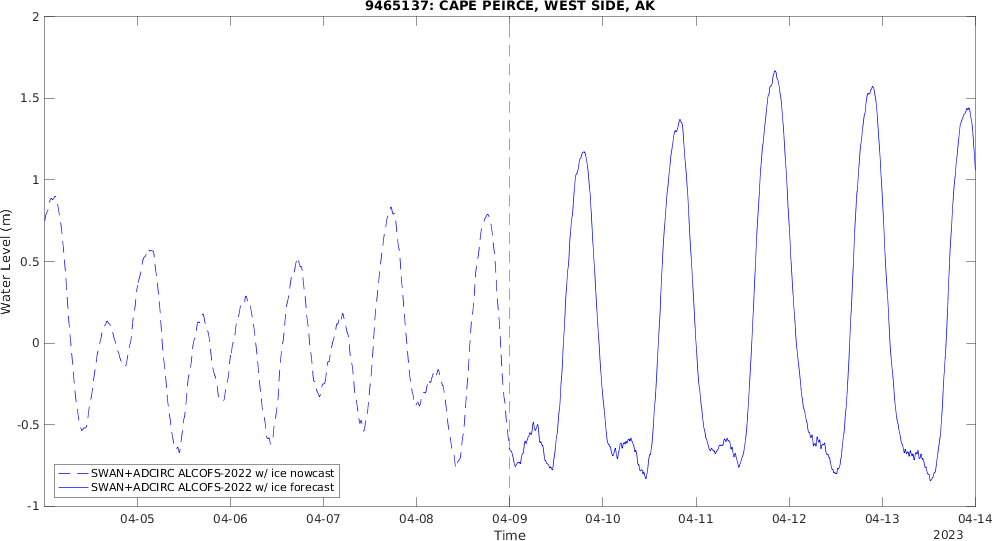 9465137: CAPE PEIRCE, WEST SIDE, AK
Water Level (m)
2
1.5
1
0.5
0
-0.5
-1
SWAN+ADCIRC ALCOFS-2022 w/ ice nowcast
SWAN+ADCIRC ALCOFS-2022 w/ ice forecast
04-05 04-06 04-07 04-08 04-09 04-10 04-11 04-12 04-13 04-14
Time
2023